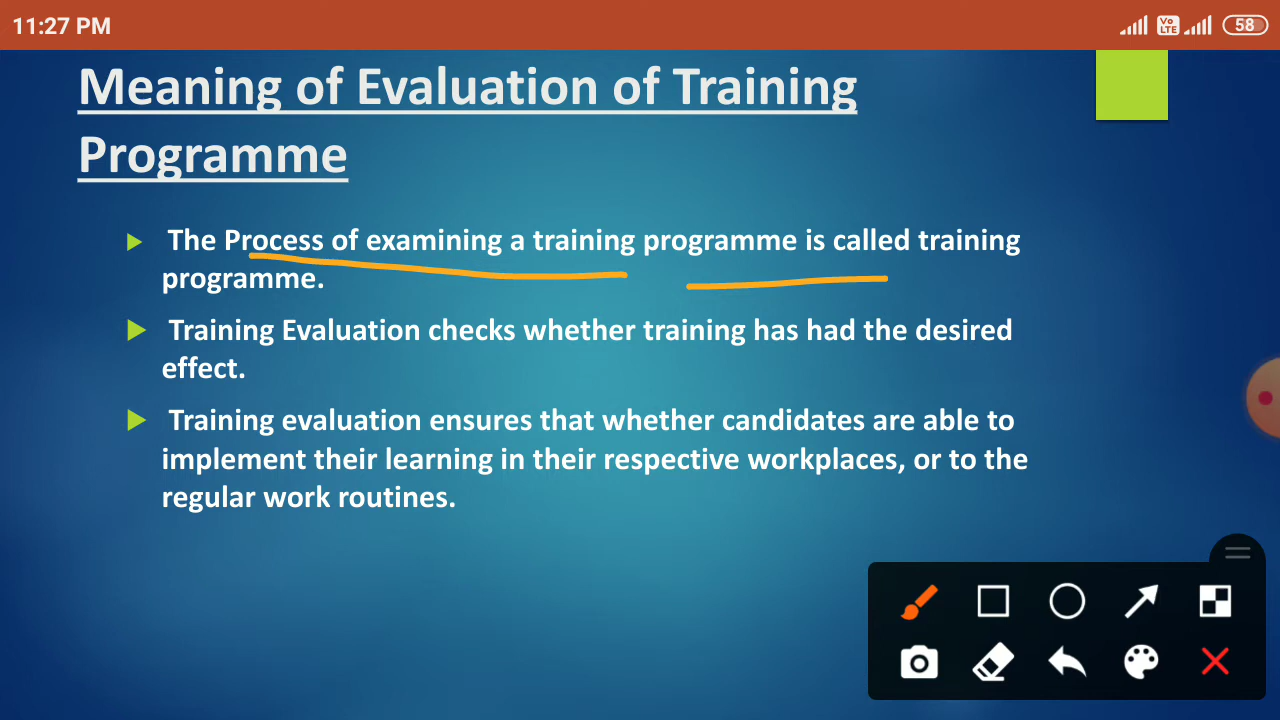 11:27 PM
Vo LTE
58
Meaning of Evaluation of Training
Programme
The Process of examining a training programme is called training
programme.
Training Evaluation checks whether training has had the desired
effect.
Training evaluation ensures that whether candidates are able to
implement their learning in their respective workplaces, or to the
regular work routines.